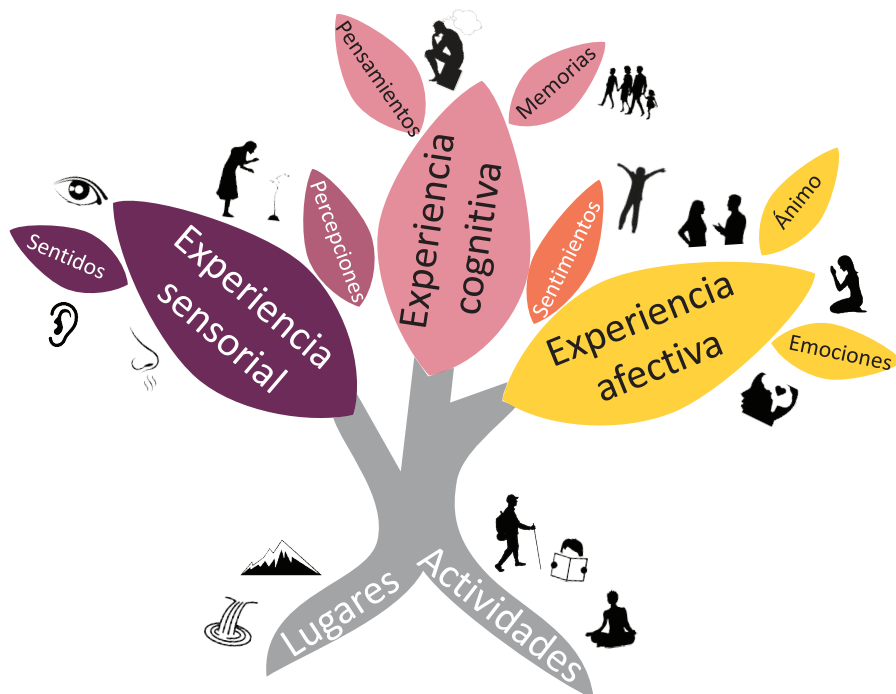 Pensamientos
Memorias
Experiencia
cognitiva
Percepciones
Sentimientos
Sentidos
Experiencia
sensorial
Ánimo
Experiencia
afectiva
Emociones
Lugares
Actividades